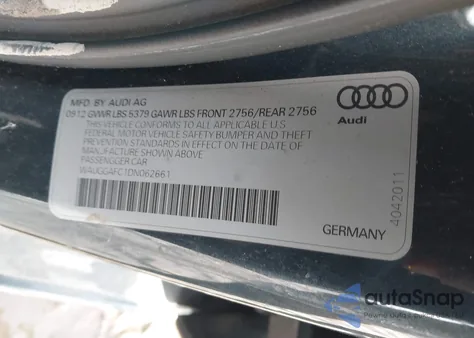 MFD. BY AUDI AG
0912 GVWR LBS 5379 GAWR LBS FRONT 2756/REAR 2756
THIS VEHICLE CONFORMS TO ALL APPLICABLE U.S.
FEDERAL MOTOR VEHICLE SAFETY BUMPER AND THEFT
PREVENTION STANDARDS IN EFFECT ON THE DATE OF
MANUFACTURE SHOWN ABOVE.
PASSENGER CAR
WAUGGAFC1DN062661
Audi
GERMANY
4042011
autoSnap